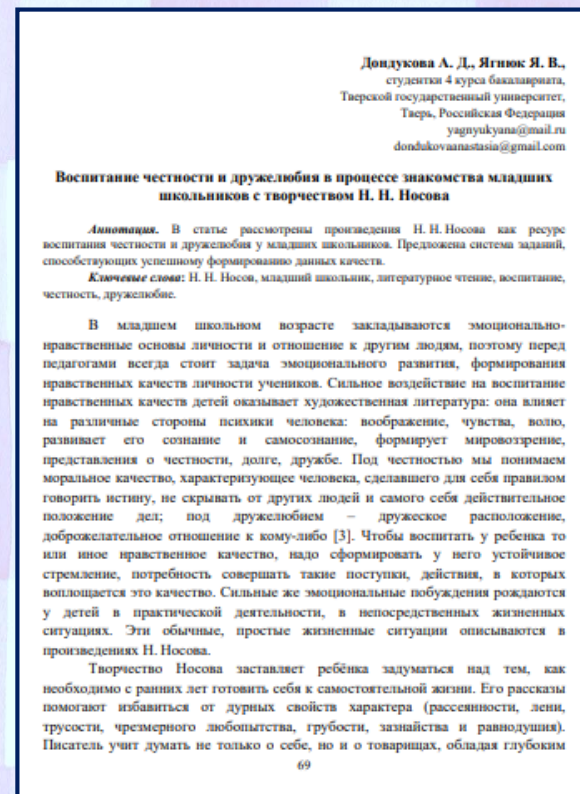 Дондукова А. Д., Ягнюк Я. В.,
студентки 4 курса бакалавриата,
Тверской государственный университет,
Тверь, Российская Федерация
yagnyukyana@mail.ru
dondukovaanastasia@gmail.com
Воспитание честности и дружелюбия в процессе знакомства младших
школьников с творчеством Н. Н. Носова
Аннотация. В статье рассмотрены произведения Н. Н. Носова как ресурс
воспитания честности и дружелюбия у младших школьников. Предложена система заданий,
способствующих успешному формированию данных качеств.
Ключевые слова: Н. Н. Носов, младший школьник, литературное чтение, воспитание,
честность, дружелюбие.
В младшем школьном возрасте закладываются эмоционально-
нравственные основы личности и отношение к другим людям, поэтому перед
педагогами всегда стоит задача эмоционального развития, формирования
нравственных качеств личности учеников. Сильное воздействие на воспитание
нравственных качеств детей оказывает художественная литература: она влияет
на различные стороны психики человека: воображение, чувства, волю,
развивает его сознание и самосознание, формирует мировоззрение,
представления о честности, долге, дружбе. Под честностью мы понимаем
моральное качество, характеризующее человека, сделавшего для себя правилом
говорить истину, не скрывать от других людей и самого себя действительное
положение дел; под дружелюбием – дружеское расположение,
доброжелательное отношение к кому-либо [3]. Чтобы воспитать у ребенка то
или иное нравственное качество, надо сформировать у него устойчивое
стремление, потребность совершать такие поступки, действия, в которых
воплощается это качество. Сильные же эмоциональные побуждения рождаются
у детей в практической деятельности, в непосредственных жизненных
ситуациях. Эти обычные, простые жизненные ситуации описываются в
произведениях Н. Носова.
Творчество Носова заставляет ребёнка задуматься над тем, как
необходимо с ранних лет готовить себя к самостоятельной жизни. Его рассказы
помогают избавиться от дурных свойств характера (рассеянности, лени,
трусости, чрезмерного любопытства, грубости, зазнайства и равнодушия).
Писатель учит думать не только о себе, но и о товарищах, обладая глубоким
69